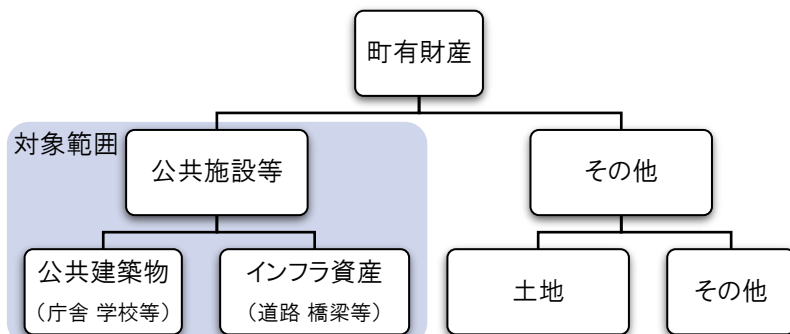 町有財産
対象範囲
公共施設等
その他
公共建築物
（庁舎 学校等）
インフラ資産
（道路 橋梁等）
土地
その他